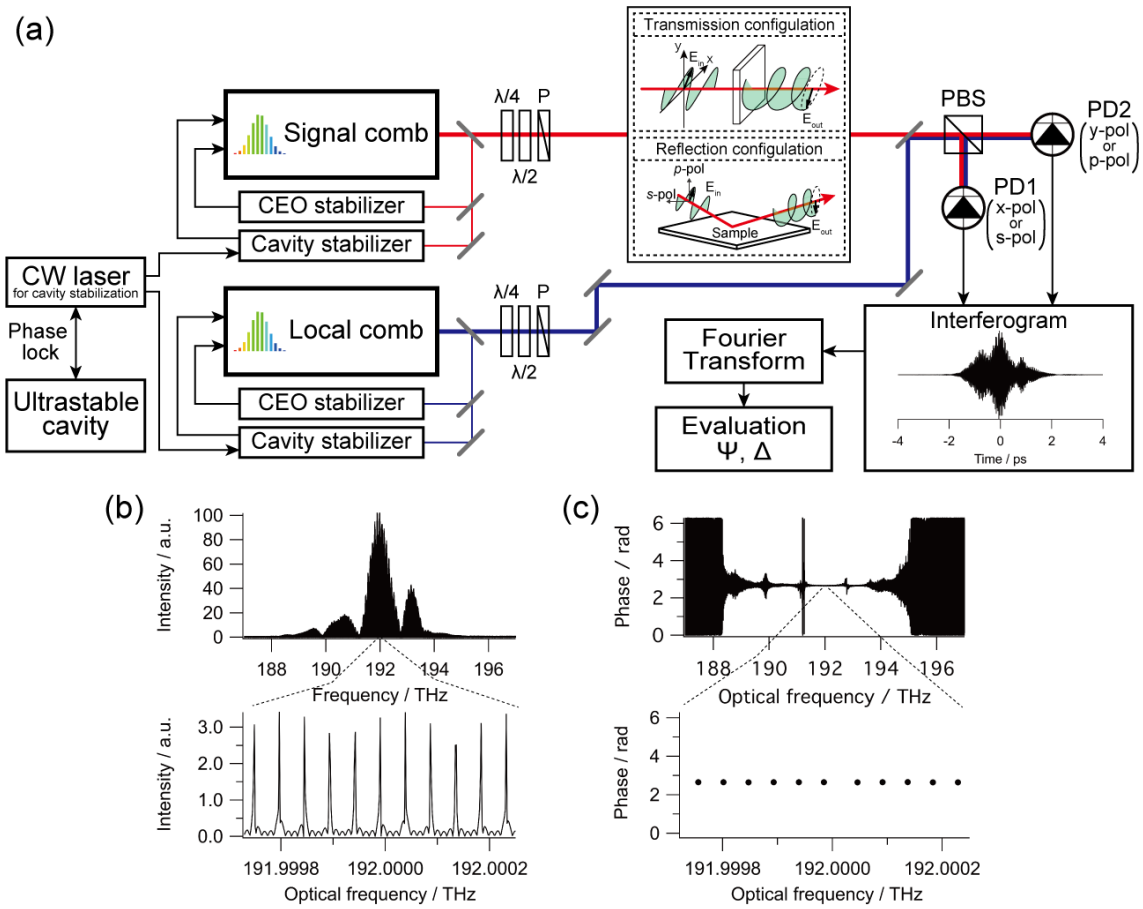 (a)
Signal comb
CEO stabilizer
Cavity stabilizer
CW laser
for cavity stabilization
Phase
lock
Ultrastable
cavity
Local comb
CEO stabilizer
Cavity stabilizer
λ/4 P
λ/2
λ/4 P
λ/2
Transmission configulation
y
E in
x
E out
Reflection configulation
p-pol
s-pol
E in
Sample
E out
PBS
PD2
(y-pol
or
p-pol)
PD1
(x-pol
or
s-pol)
Interferogram
-4 -2 0 2 4
Time / ps
Fourier
Transform
Evaluation
Ψ, Δ
(b)
Intensity / a.u.
100
80
60
40
20
0
188 190 192 194 196
Frequency / THz
Intensity / a.u.
3.0
2.0
1.0
0.0
191.9998 192.0000 192.0002
Optical frequency / THz
(c)
Phase / rad
6
4
2
0
188 190 192 194 196
Optical frequency / THz
Phase / rad
6
4
2
0
191.9998 192.0000 192.0002
Optical frequency / THz